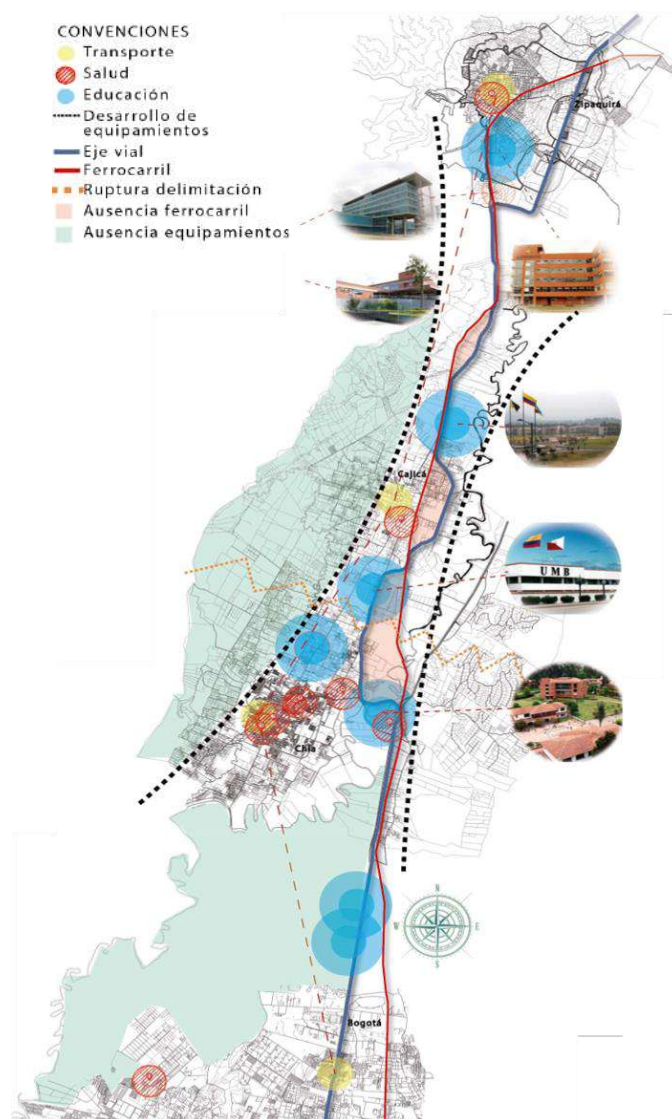 CONVENCIONES
Transporte
Salud
Educación
Desarrollo de
equipamientos
Eje vial
Ferrocarril
Ruptura delimitación
Ausencia ferrocarril
Ausencia equipamientos
Zipaquirá
Cajicá
UMB
Chía
N
W
E
S
Bogotá